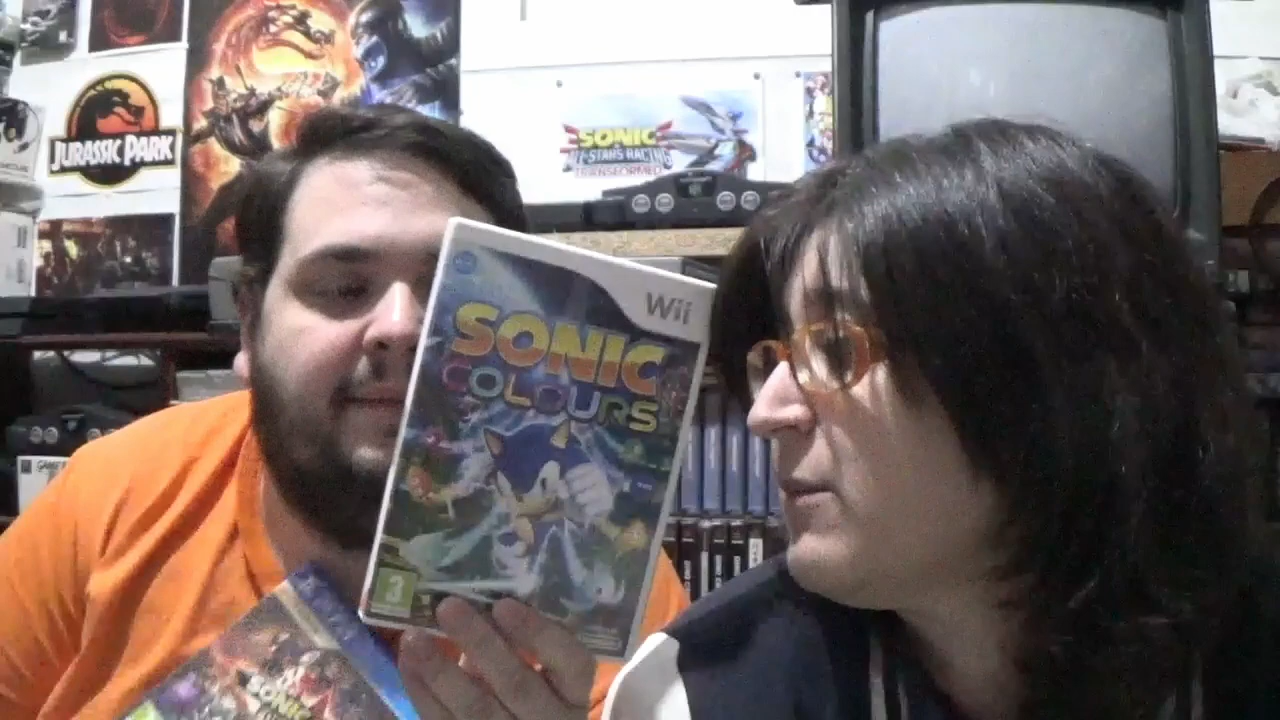 JURASSIC PARK
SONIC
ALL-STARS RACING
TRANSFORMED
Wii
SONIC
COLOURS
3
SONIC